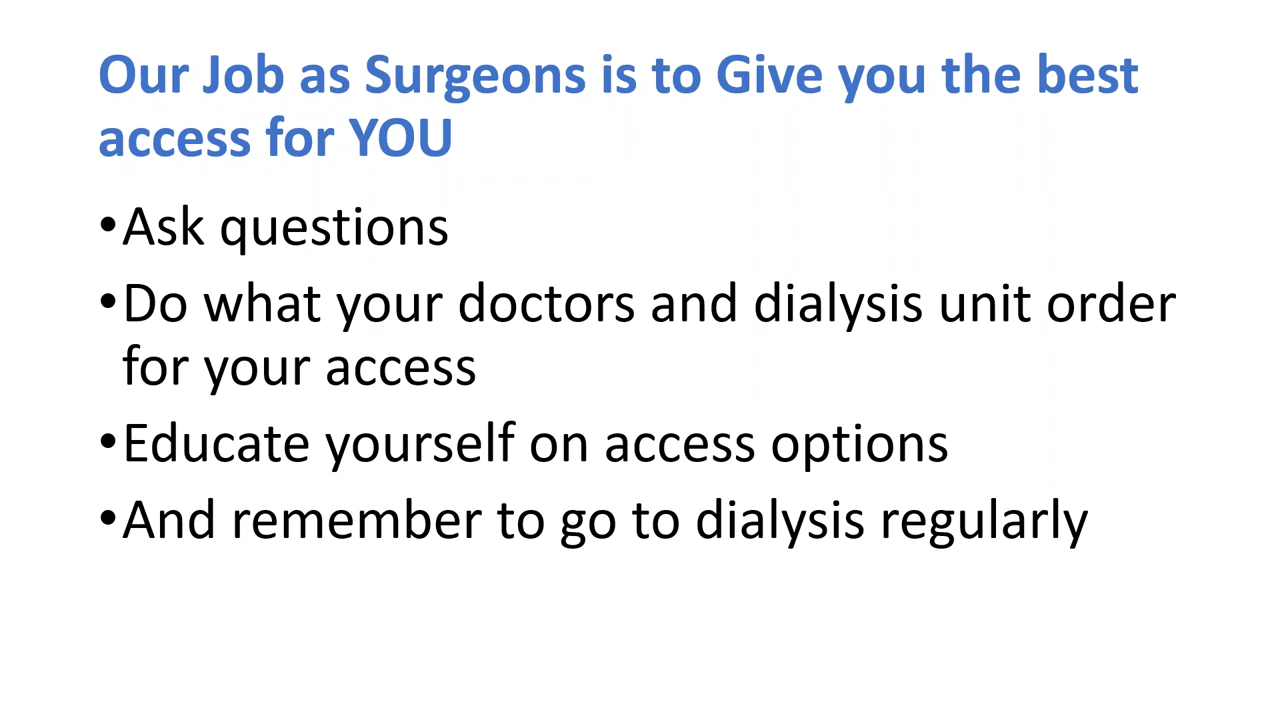 Our Job as Surgeons is to Give you the best
access for YOU
•Ask questions
•Do what your doctors and dialysis unit order
for your access
•Educate yourself on access options
•And remember to go to dialysis regularly